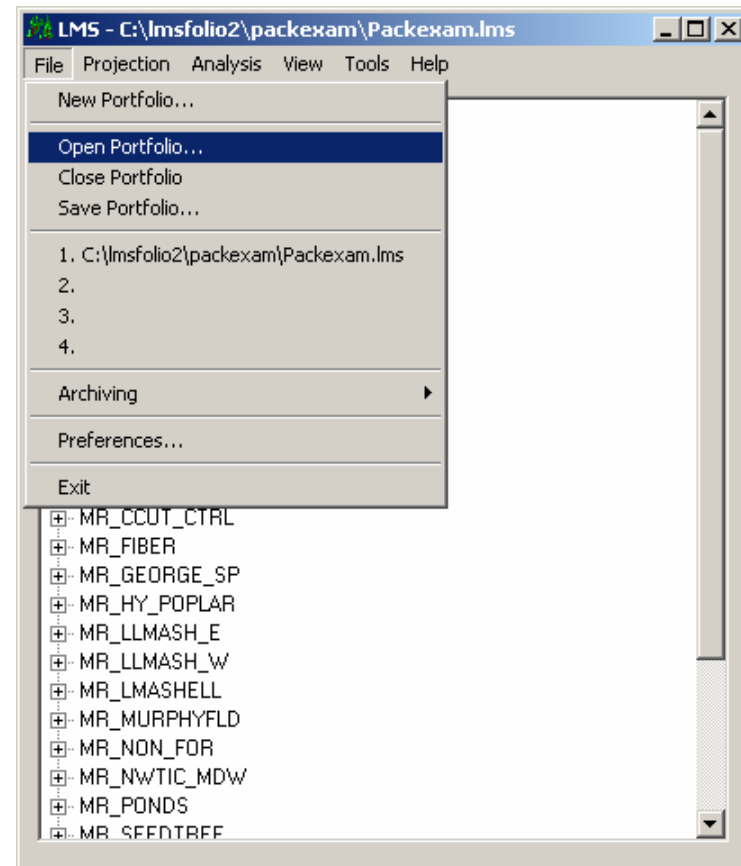 LMS - C:\lmsfolio2\packexam\Packexam.lms
File Projection Analysis View Tools Help
New Portfolio...
Open Portfolio...
Close Portfolio
Save Portfolio...
1. C:\lmsfolio2\packexam\Packexam.lms
2.
3.
4.
Archiving
Preferences...
Exit
MR_CCUT_CTRL
MR_FIBER
MR_GEORGE_SP
MR_HY_POPLAR
MR_LLMASH_E
MR_LLMASH_W
MR_LMASHELL
MR_MURPHYFLD
MR_NON_FOR
MR_NWTIC_MDW
MR_PONDS
MR_SEEDTREE